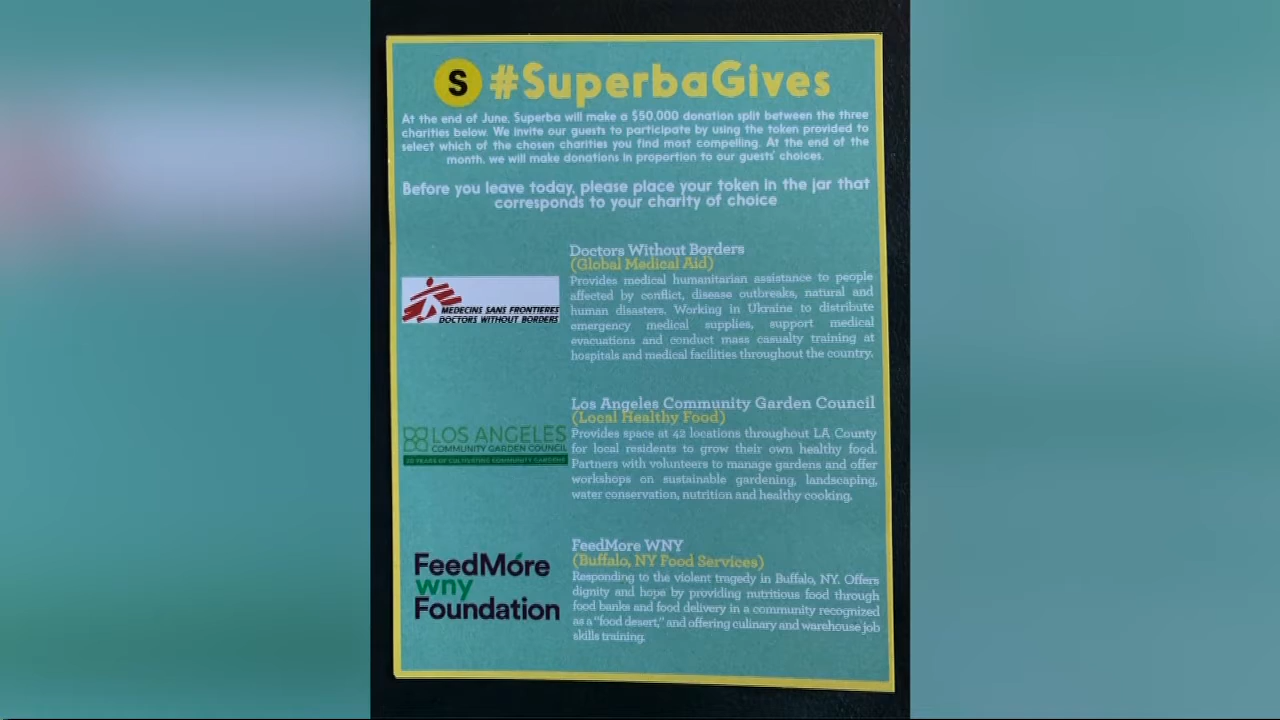 S #SuperbaGives
At the end of June, Superba will make a $50,000 donation split between the three
charities below. We invite our guests to participate by using the token provided to
select which of the chosen charities you find most compelling. At the end of the
month, we will make donations in proportion to our guests' choices.
Before you leave today, please place your token in the jar that
corresponds to your charity of choice
MEDECINS SANS FRONTIERES
DOCTORS WITHOUT BORDERS
Doctors Without Borders
(Global Medical Aid)
Provides medical humanitarian assistance to people
affected by conflict, disease outbreaks, natural and
human disasters. Working in Ukraine to distribute
emergency medical supplies, support medical
evacuations and conduct mass casualty training at
hospitals and medical facilities throughout the country.
LOS ANGELES
COMMUNITY GARDEN COUNCIL
20 YEARS OF CULTIVATING COMMUNITY GARDENS
Los Angeles Community Garden Council
(Local Healthy Food)
Provides space at 42 locations throughout LA County
for local residents to grow their own healthy food.
Partners with volunteers to manage gardens and offer
workshops on sustainable gardening, landscaping,
water conservation, nutrition and healthy cooking.
FeedMore
wny
Foundation
FeedMore WNY
(Buffalo, NY Food Services)
Responding to the violent tragedy in Buffalo, NY. Offers
dignity and hope by providing nutritious food through
food banks and food delivery in a community recognized
as a "food desert," and offering culinary and warehouse job
skills training.